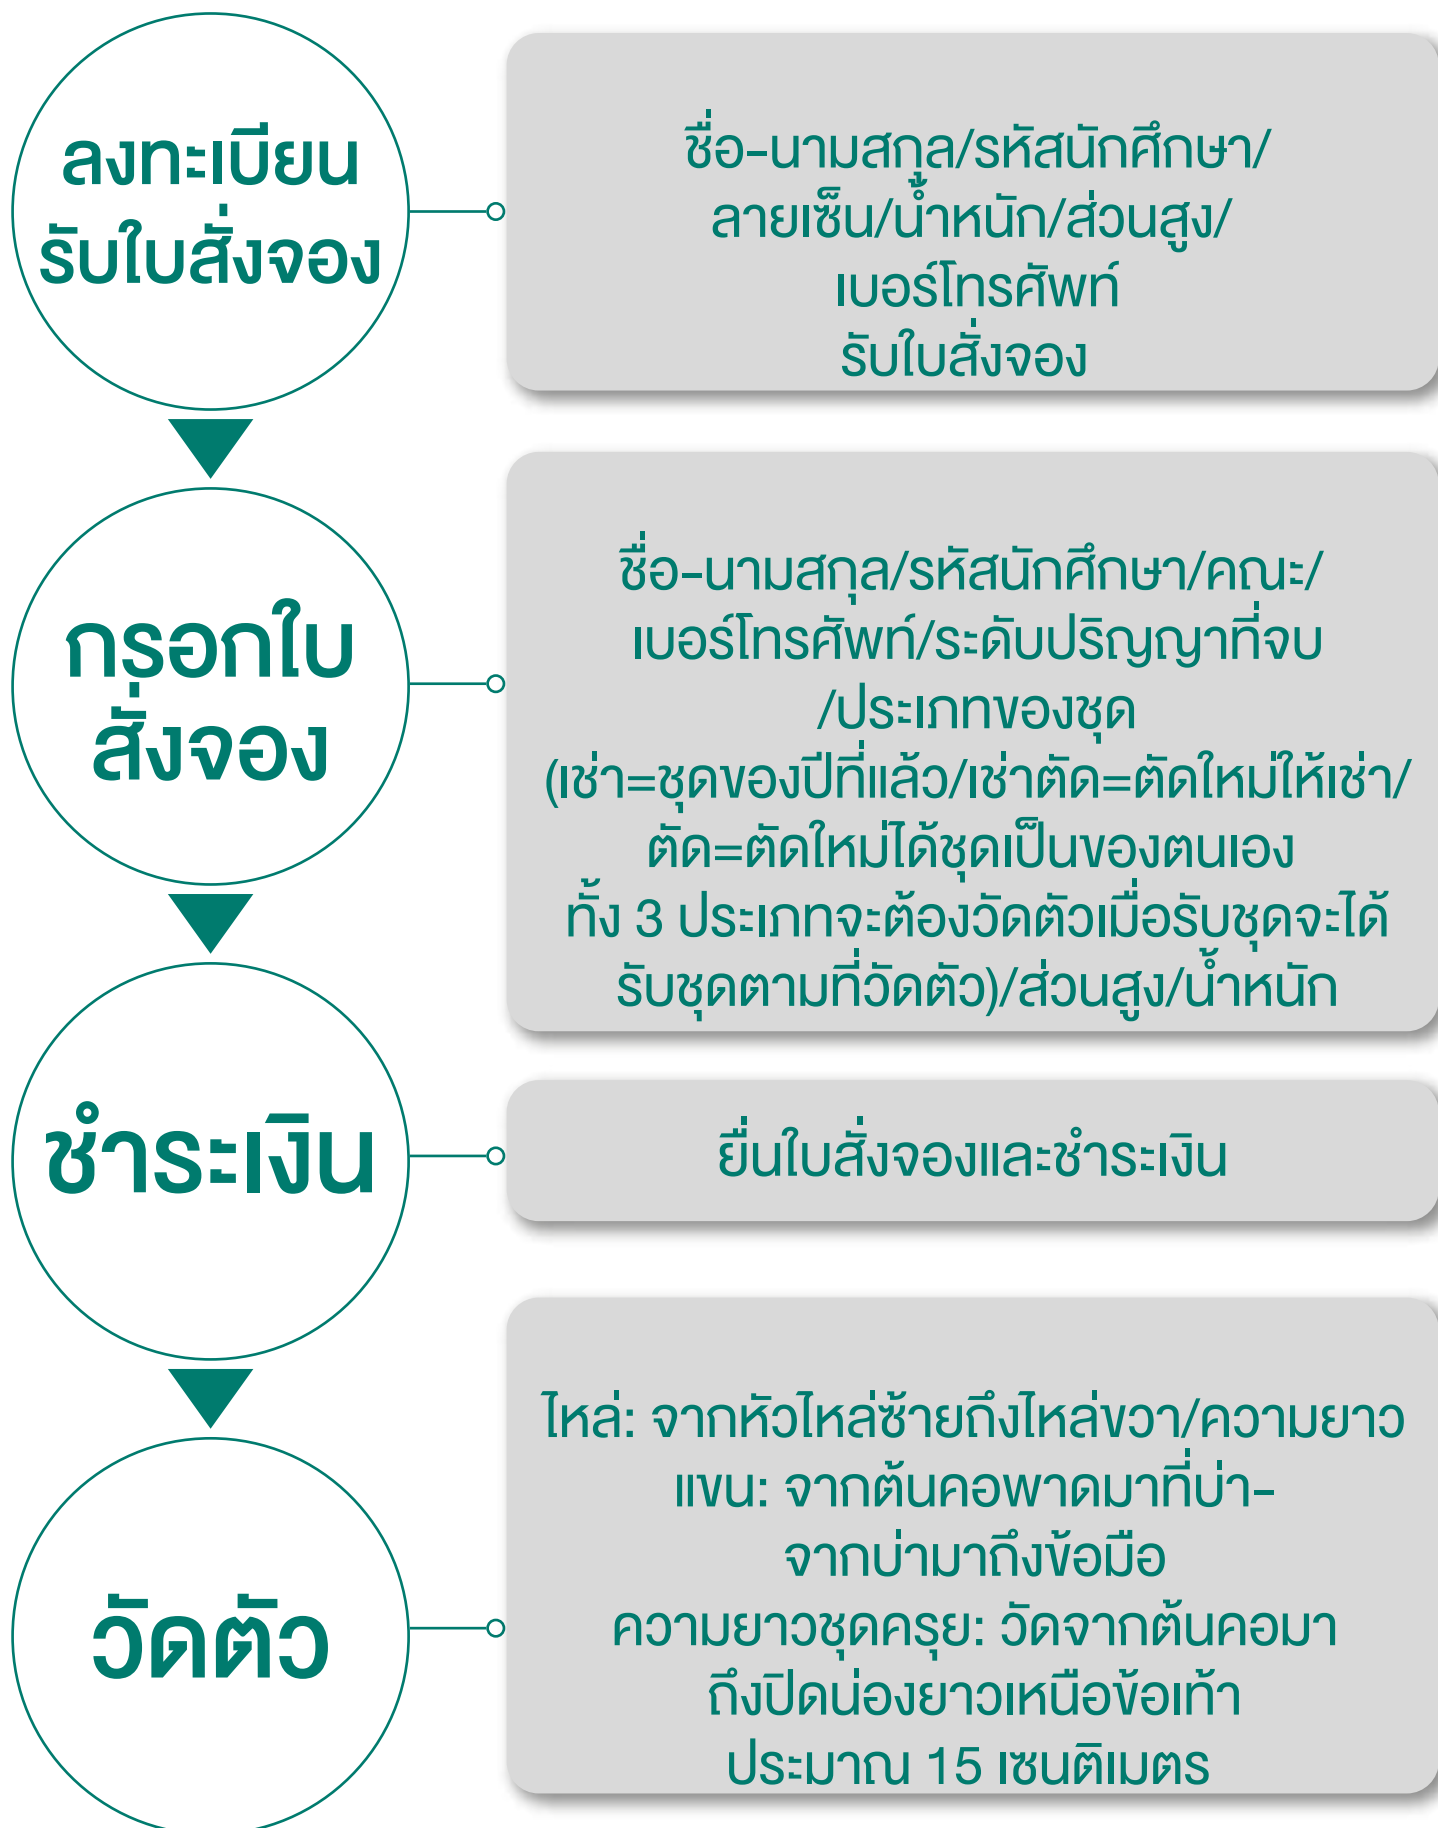 ลงทะเบียน
รับใบสั่งจอง
ชื่อ-นามสกุล/รหัสนักศึกษา/
ลายเซ็น/น้ำหนัก/ส่วนสูง/
เบอร์โทรศัพท์
รับใบสั่งจอง
กรอกใบ
สั่งจอง
ชื่อ-นามสกุล/รหัสนักศึกษา/คณะ/
เบอร์โทรศัพท์/ระดับปริญญาที่จบ
/ประเภทของชุด
(เช่า=ชุดของปีที่แล้ว/เช่าตัด=ตัดใหม่ให้เช่า/
ตัด=ตัดใหม่ได้ชุดเป็นของตนเอง
ทั้ง 3 ประเภทจะต้องวัดตัวเมื่อรับชุดจะได้
รับชุดตามที่วัดตัว)/ส่วนสูง/น้ำหนัก
ชำระเงิน
ยื่นใบสั่งจองและชำระเงิน
วัดตัว
ไหล่: จากหัวไหล่ซ้ายถึงไหล่ขวา/ความยาว
แขน: จากต้นคอพาดมาที่บ่า-
จากบ่ามาถึงข้อมือ
ความยาวชุดครุย: วัดจากต้นคอมา
ถึงปิดน่องยาวเหนือข้อเท้า
ประมาณ 15 เซนติเมตร